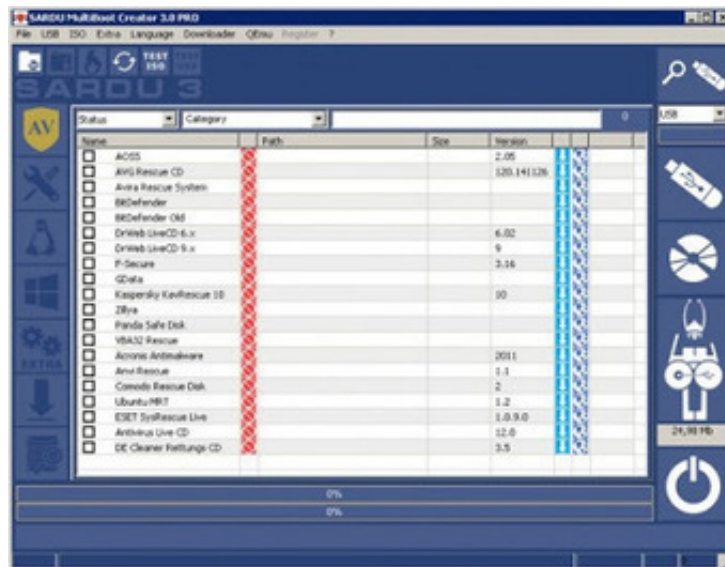 SARDU MultiBoot Creator 3.0 PRO
File USB ISO Extra Language Downloader QEmu Register ?
TEST ISO
SARDU 3
AV
Status Category 0
USB
Name Path Size Version
AOSS 2.05
AVG Rescue CD 120.141126
Avira Rescue System
BitDefender
BitDefender Old
DrWeb LiveCD 6.x 6.02
DrWeb LiveCD 9.x 9
F-Secure 3.16
GData
Kaspersky KavRescue 10 10
Zillya
Panda Safe Disk
VBA32 Rescue
Acronis Antimalware 2011
Anvi Rescue 1.1
Comodo Rescue Disk 2
Ubuntu MRT 1.2
ESET SysRescue Live 1.0.9.0
Antivirus Live CD 12.0
DE Cleaner Rettungs CD 3.5
EXTRA
24,98 Mb
0%
0%